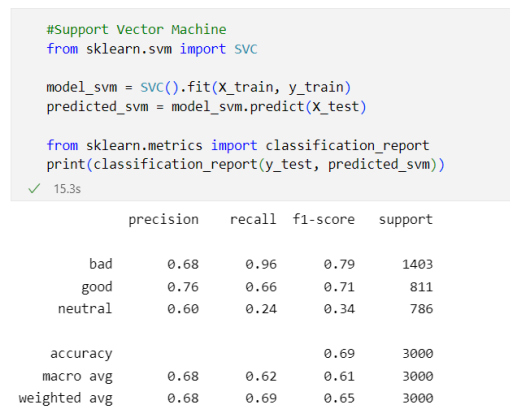 #Support Vector Machine
from sklearn.svm import SVC
model_svm = SVC().fit(X_train, y_train)
predicted_svm = model_svm.predict(X_test)
from sklearn.metrics import classification_report
print(classification_report(y_test, predicted_svm))
15.3s
precision recall f1-score support
bad 0.68 0.96 0.79 1403
good 0.76 0.66 0.71 811
neutral 0.60 0.24 0.34 786
accuracy 0.69 3000
macro avg 0.68 0.62 0.61 3000
weighted avg 0.68 0.69 0.65 3000